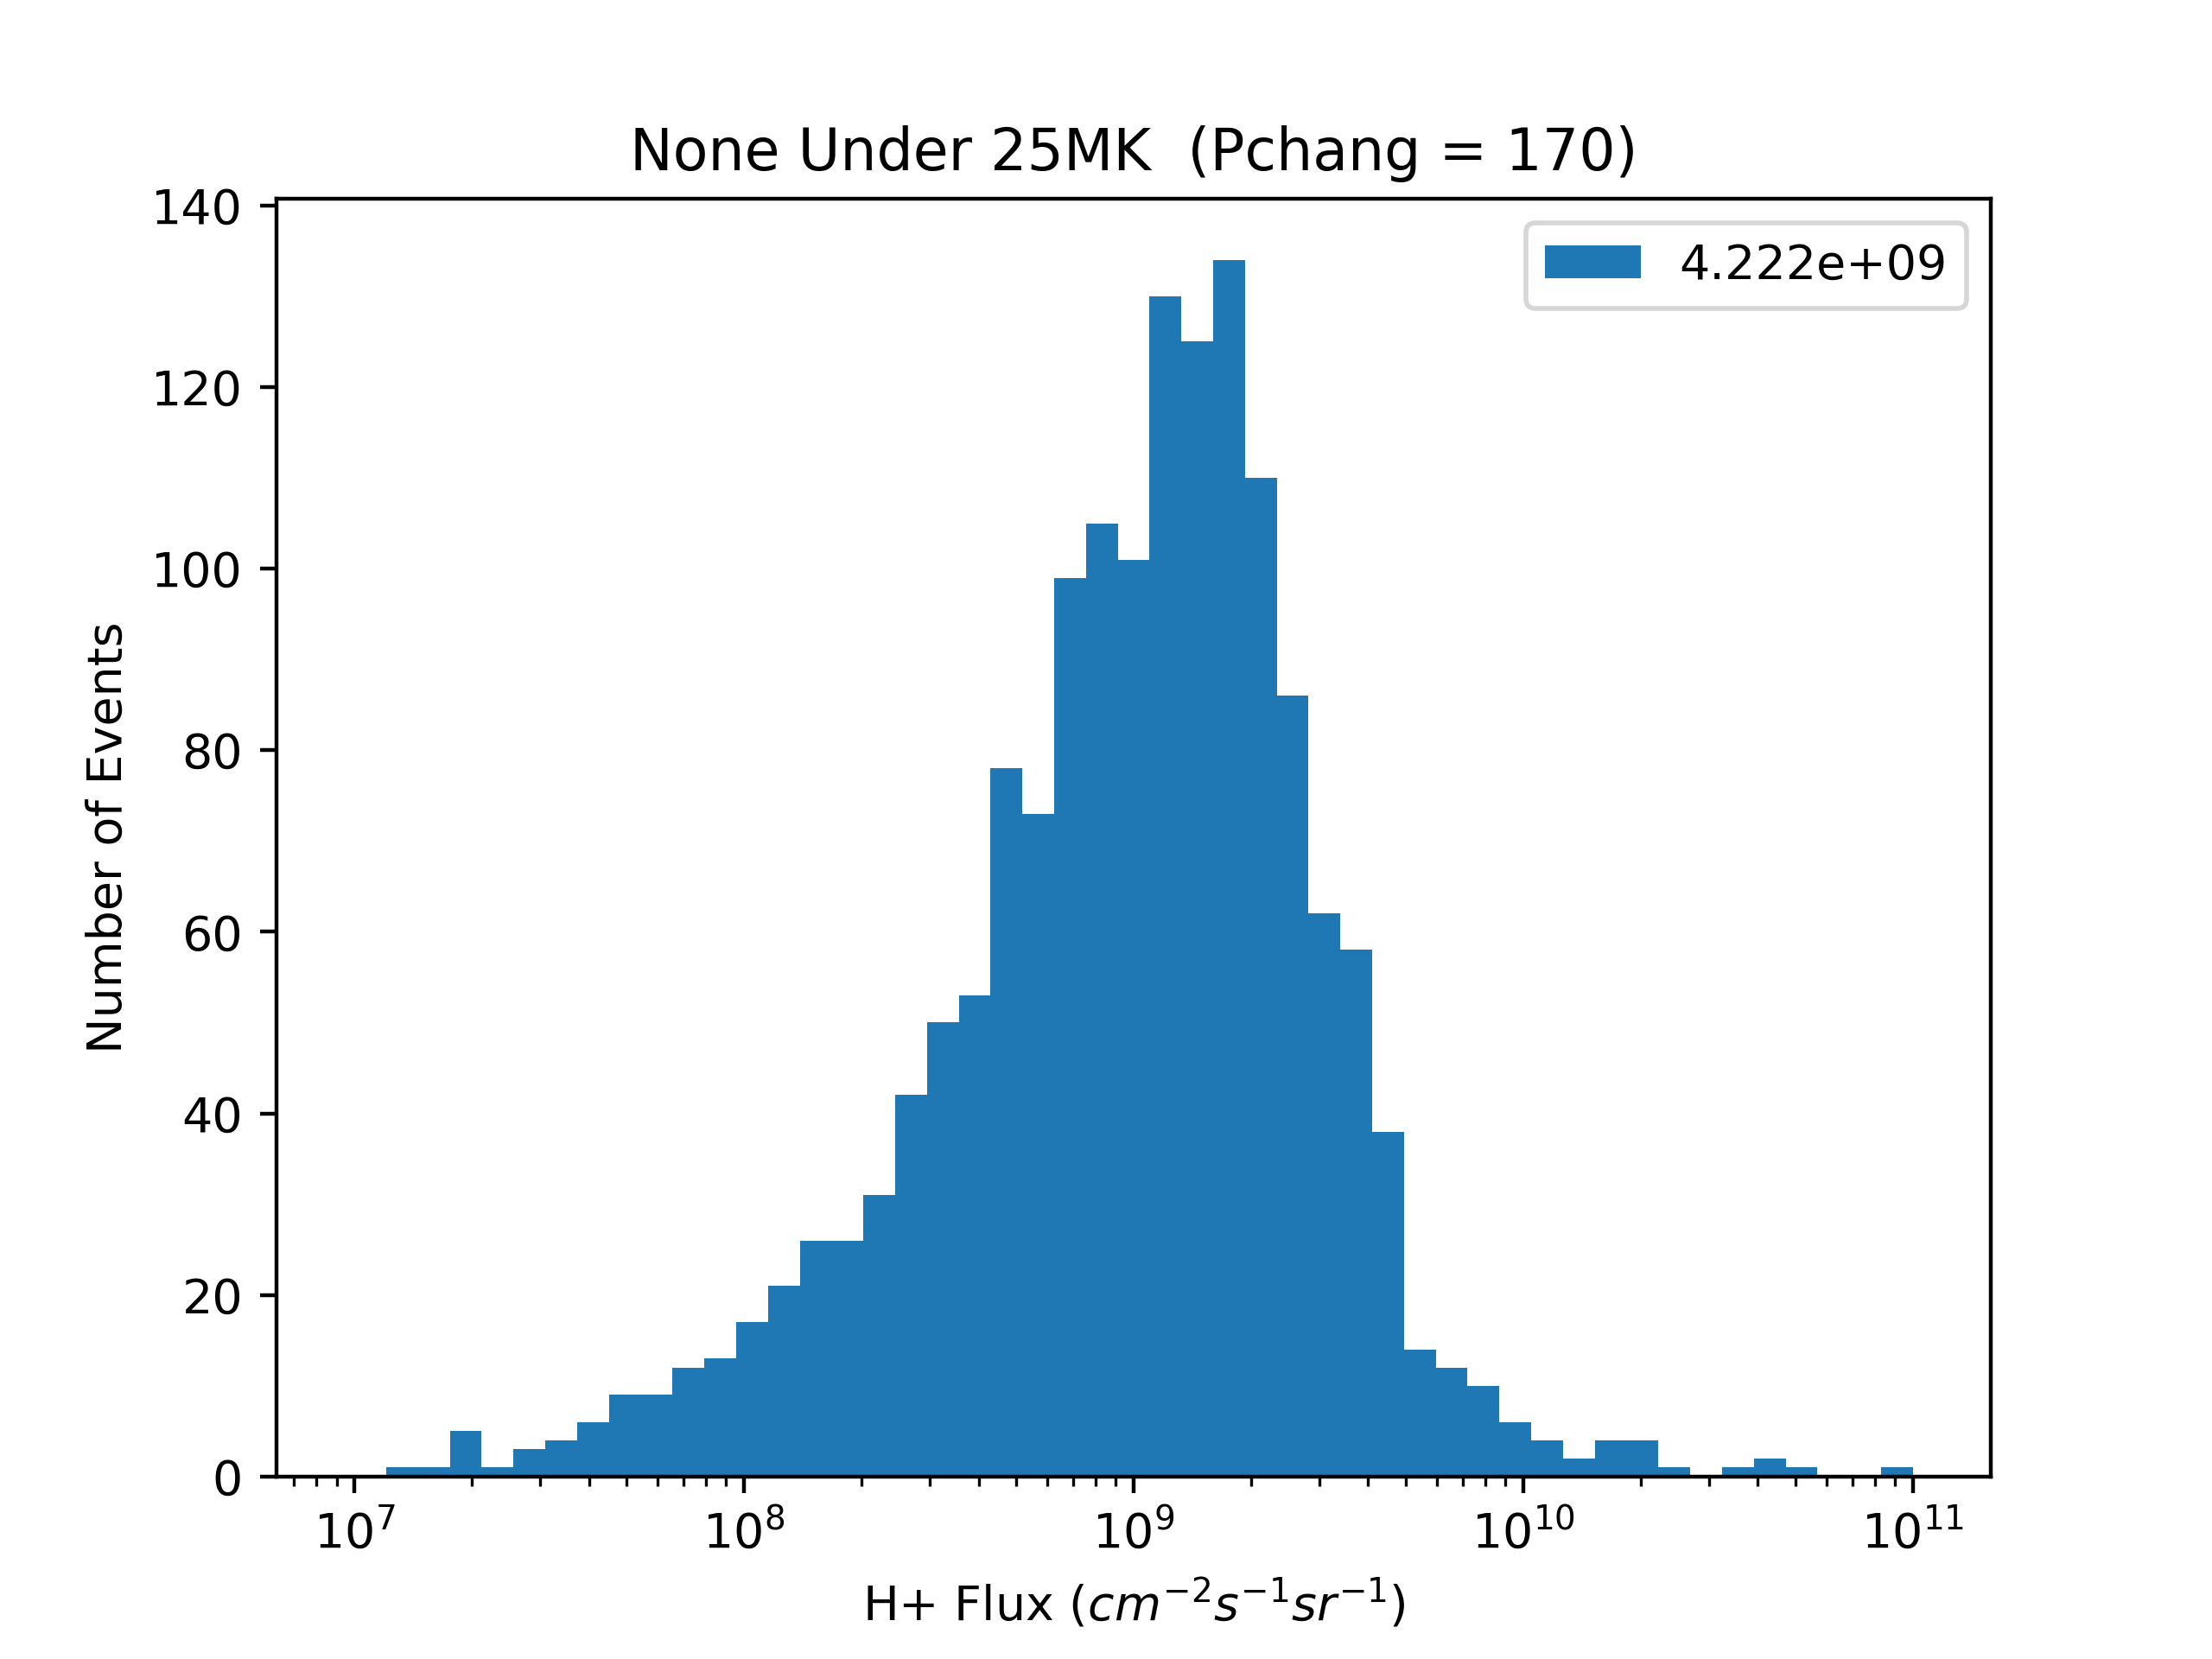 None Under 25MK  (Pchang = 170)
4.222e+09
Number of Events
140
120
100
80
60
40
20
0
10⁷ 10⁸ 10⁹ 10¹⁰ 10¹¹
H+ Flux (cm⁻²s⁻¹sr⁻¹)